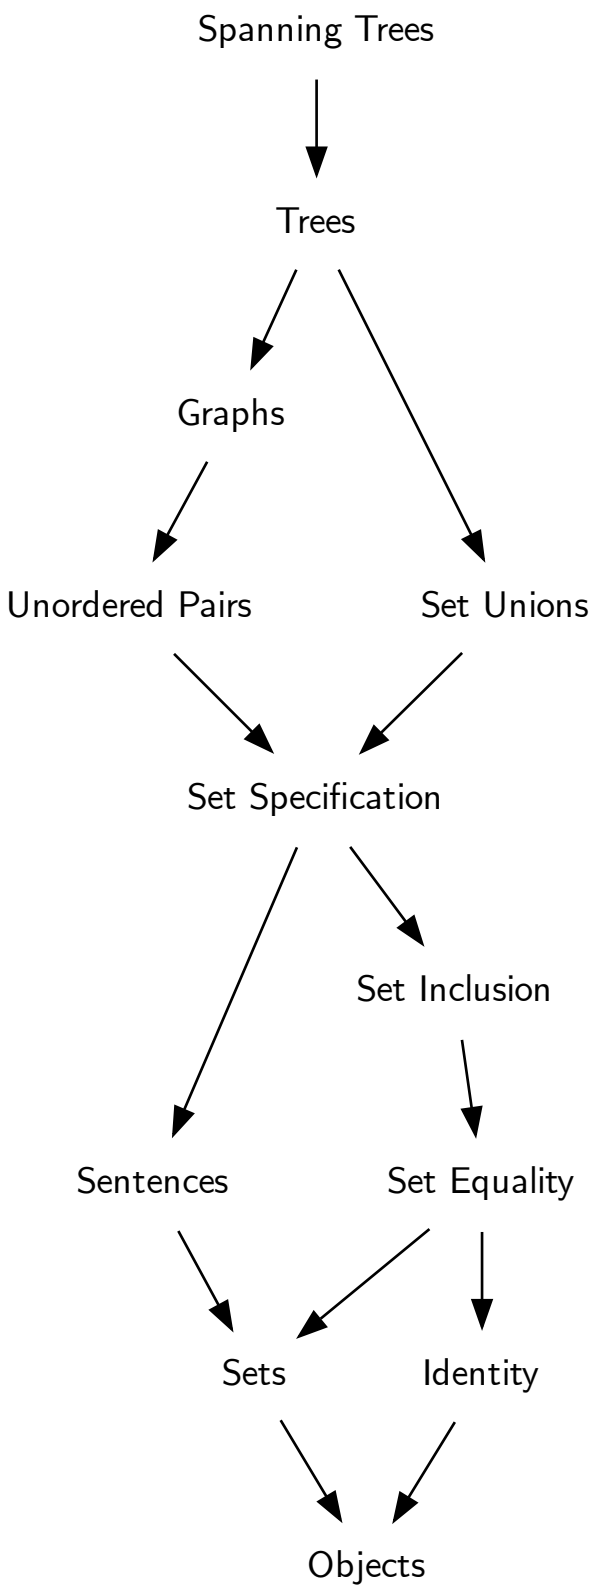 Spanning Trees
Trees
Graphs
Unordered Pairs
Set Unions
Set Specification
Set Inclusion
Sentences
Set Equality
Sets
Identity
Objects